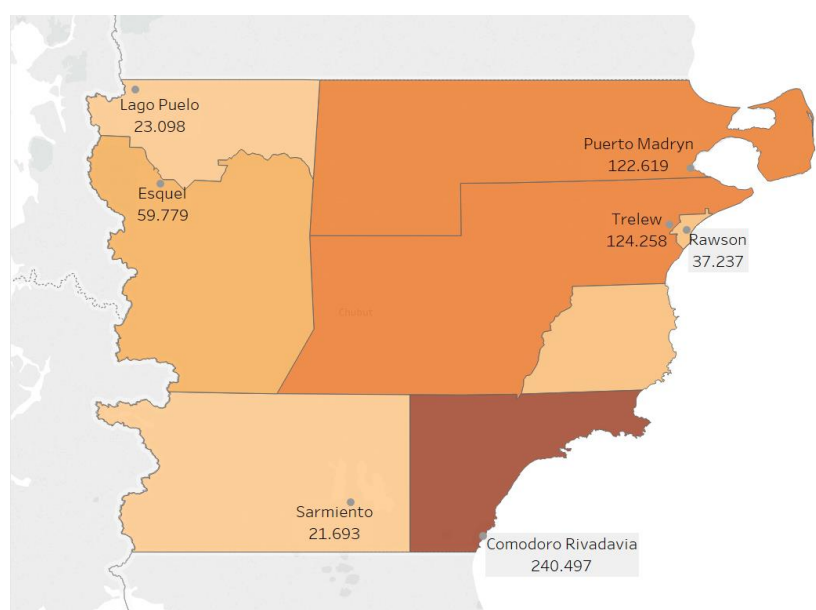 Lago Puelo
23.098
Esquel
59.779
Puerto Madryn
122.619
Trelew
124.258
Rawson
37.237
Chubut
Sarmiento
21.693
Comodoro Rivadavia
240.497